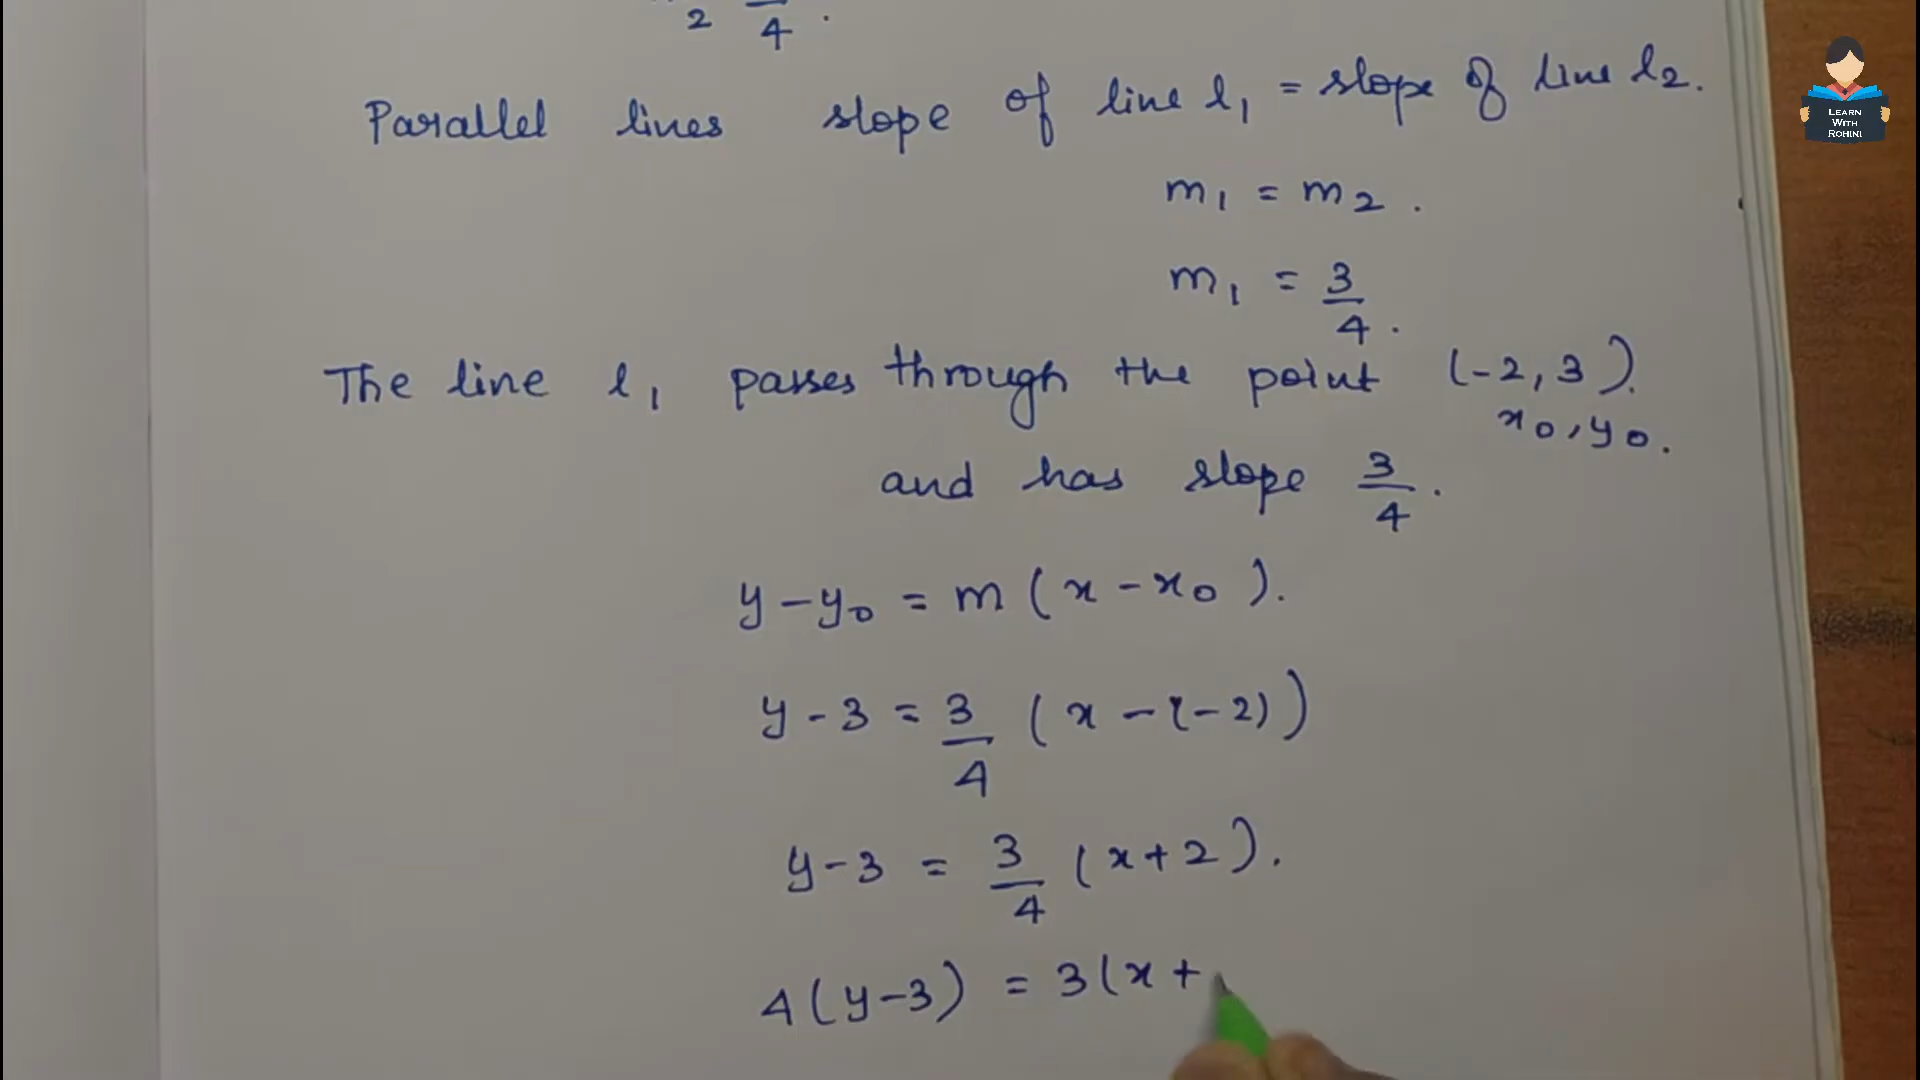 2 4 .
Parallel lines slope of line l₁ = slope of line l₂.
LEARN
WITH
ROHINI
m₁ = m₂ .
m₁ = 3/4 .
The line l₁ passes through the point (-2, 3).
x₀, y₀.
and has slope 3/4 .
y - y₀ = m ( x - x₀ ).
y - 3 = 3/4 ( x - (-2) )
y - 3 = 3/4 ( x + 2 ).
4 ( y - 3 ) = 3 ( x +